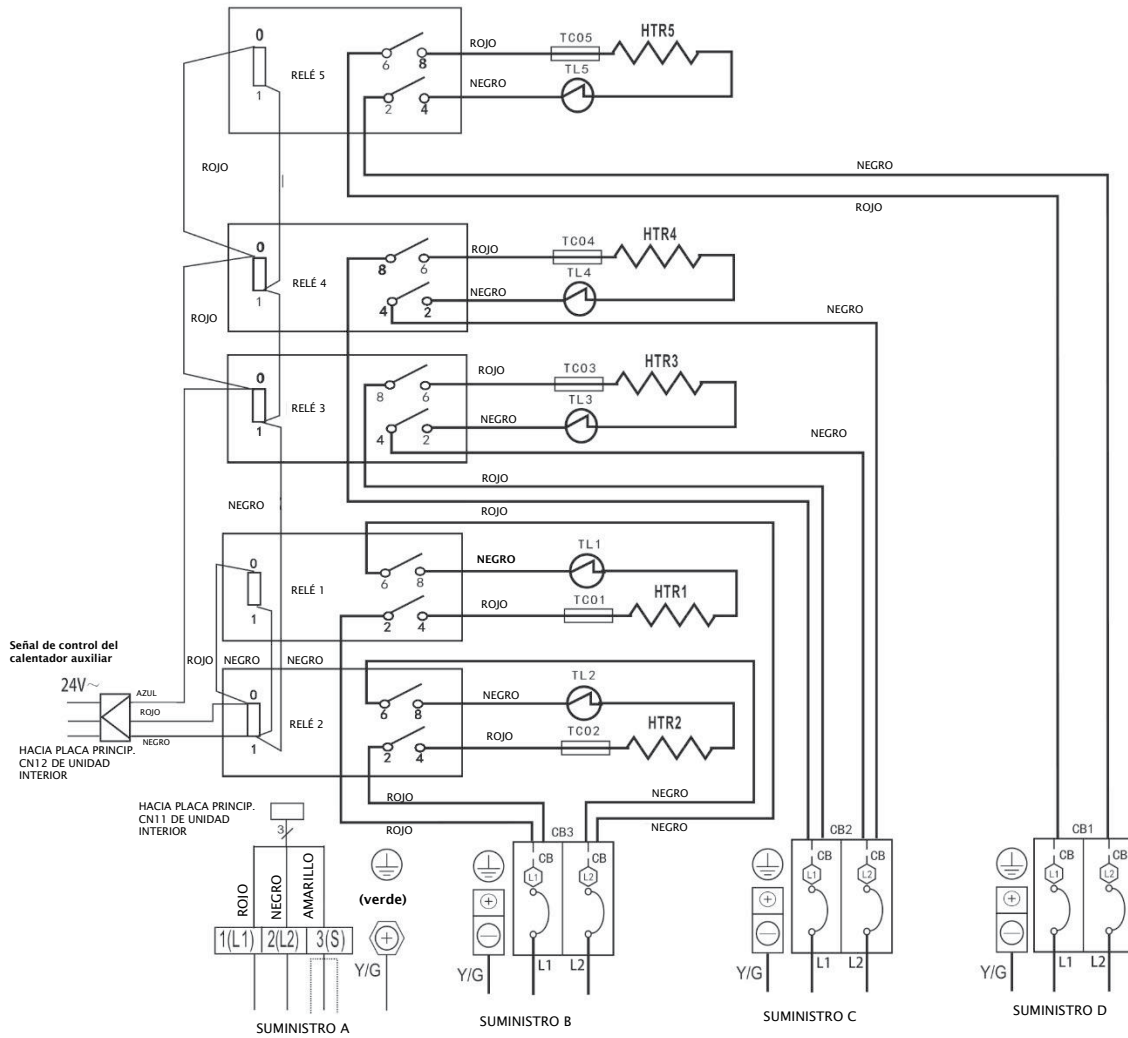 0
RELÉ 5
1
6
8
2
4
ROJO
NEGRO
TC05
HTR5
TL5
ROJO
NEGRO
ROJO
0
RELÉ 4
1
8
6
4
2
ROJO
NEGRO
TC04
HTR4
TL4
NEGRO
ROJO
0
RELÉ 3
1
8
6
4
2
ROJO
NEGRO
TC03
HTR3
TL3
NEGRO
ROJO
NEGRO
ROJO
0
RELÉ 1
1
6
8
2
4
NEGRO
ROJO
TL1
TC01
HTR1
Señal de control del
calentador auxiliar
24V~
AZUL
ROJO
NEGRO
HACIA PLACA PRINCIP.
CN12 DE UNIDAD
INTERIOR
ROJO
NEGRO
NEGRO
0
RELÉ 2
1
6
8
2
4
NEGRO
ROJO
TL2
TC02
HTR2
ROJO
NEGRO
ROJO
NEGRO
HACIA PLACA PRINCIP.
CN11 DE UNIDAD
INTERIOR
3
ROJO
NEGRO
AMARILLO
1(L1)
2(L2)
3(S)
(verde)
Y/G
SUMINISTRO A
CB3
CB
CB
L1
L2
Y/G
L1
L2
SUMINISTRO B
CB2
CB
CB
L1
L2
Y/G
L1
L2
SUMINISTRO C
CB1
CB
CB
L1
L2
Y/G
L1
L2
SUMINISTRO D